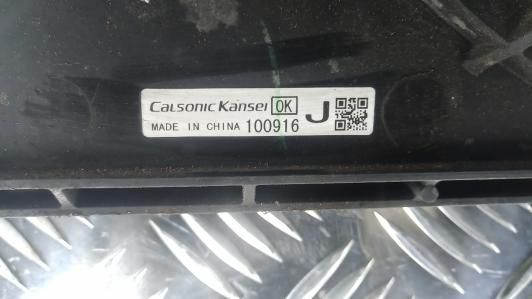 Calsonic Kansei OK J
MADE IN CHINA 100916